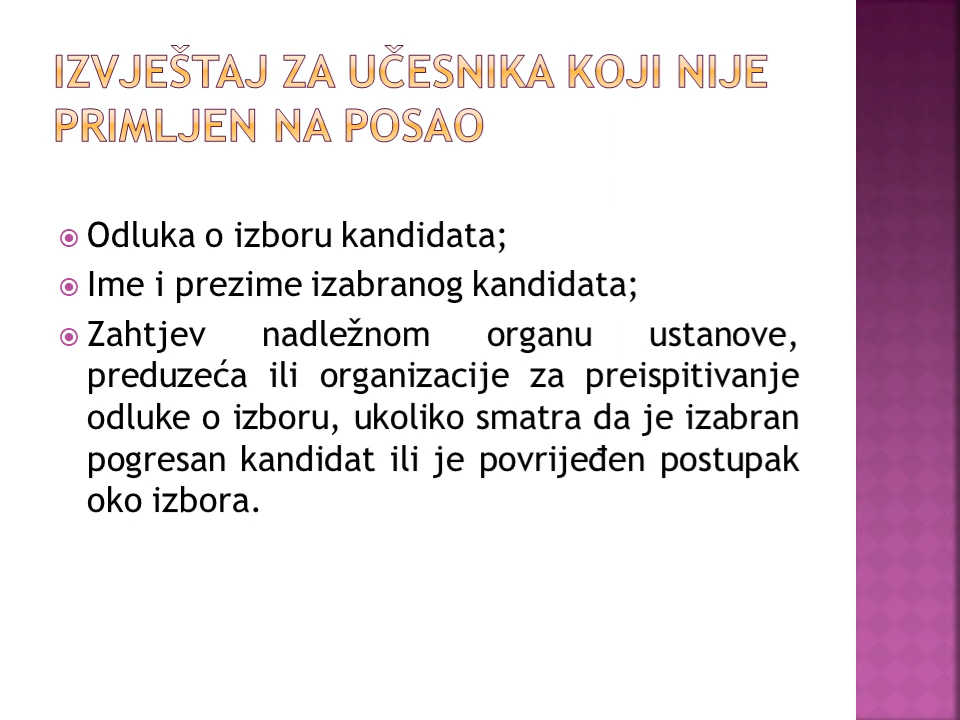 IZVJEŠTAJ ZA UČESNIKA KOJI NIJE
PRIMLJEN NA POSAO
Odluka o izboru kandidata;
Ime i prezime izabranog kandidata;
Zahtjev nadležnom organu ustanove,
preduzeća ili organizacije za preispitivanje
odluke o izboru, ukoliko smatra da je izabran
pogresan kandidat ili je povrijeđen postupak
oko izbora.